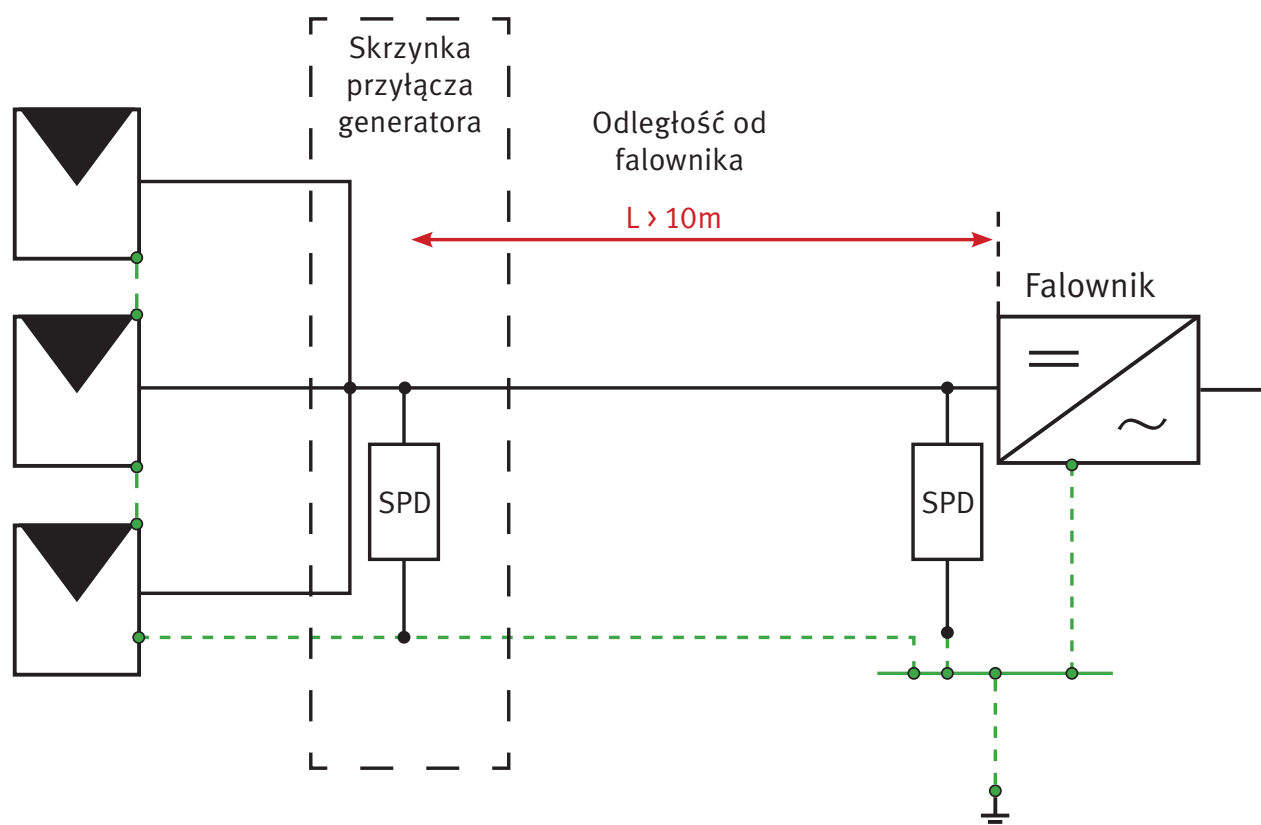 Skrzynka
przyłącza
generatora
Odległość od
falownika
L > 10m
Falownik
SPD
SPD